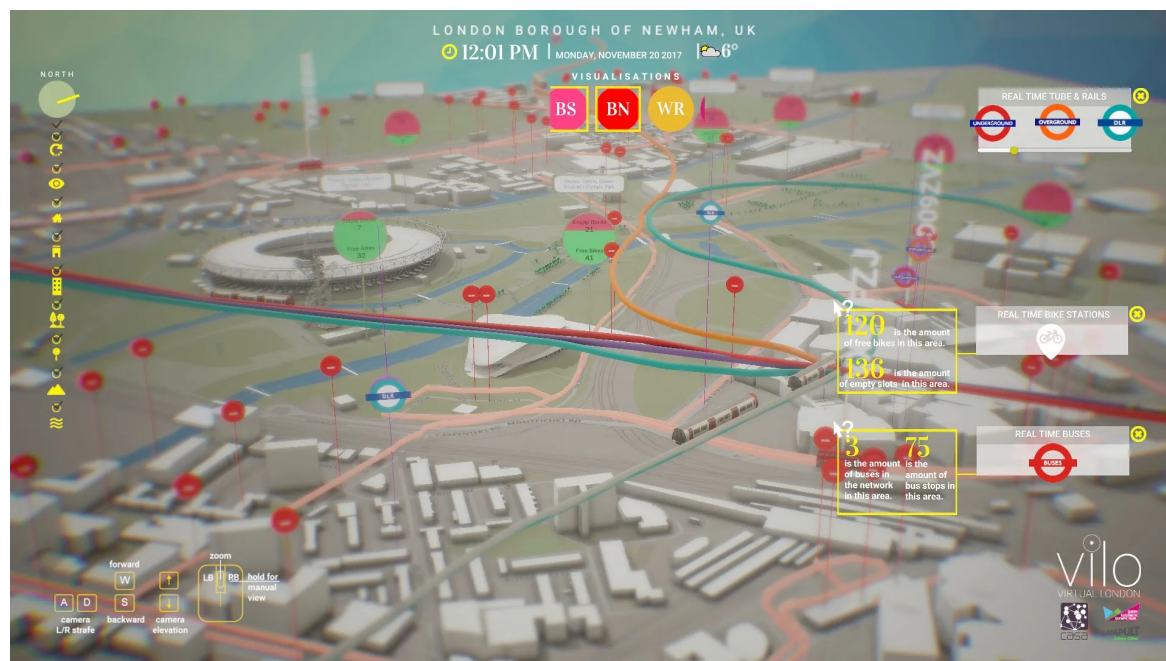 LONDON BOROUGH OF NEWHAM, UK
12:01 PM | MONDAY, NOVEMBER 20 2017 | 6°
VISUALISATIONS
BS BN WR
NORTH
REAL TIME TUBE & RAILS
UNDERGROUND OVERGROUND DLR
7
Free Bikes
32
21
Free Bikes
41
DLR
DLR
?
120 is the amount
of free bikes in this area.
136 is the amount
of empty slots in this area.
REAL TIME BIKE STATIONS
?
3
is the amount
of buses in
the network
in this area.
75
is the
amount of
bus stops in
this area.
REAL TIME BUSES
BUSES
zoom
LB RB
hold for
manual
view
forward
W
A D S
backward
camera
L/R strafe
camera
elevation
vilo
VIRTUAL LONDON
casa